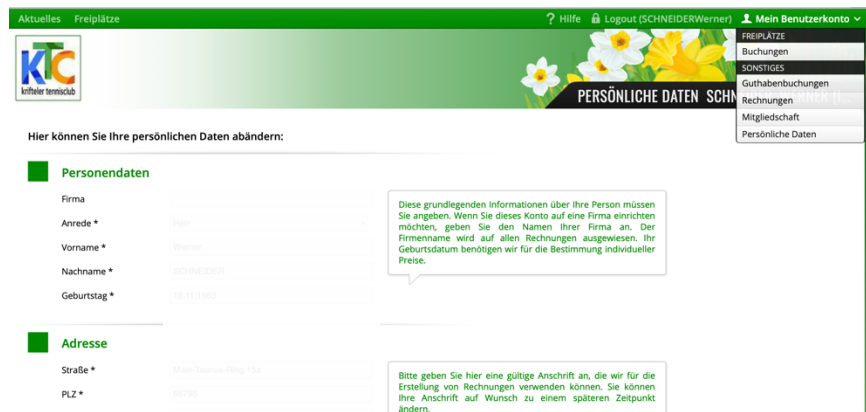 Aktuelles Freiplätze ? Hilfe Logout (SCHNEIDERWerner) Mein Benutzerkonto
FREIPLÄTZE
Buchungen
SONSTIGES
Guthabenbuchungen
Rechnungen
Mitgliedschaft
Persönliche Daten
KTC
krifteler tennisclub
PERSÖNLICHE DATEN
Hier können Sie Ihre persönlichen Daten abändern:
Personendaten
Firma
Anrede * Herr
Vorname * Werner
Nachname * SCHNEIDER
Geburtstag *
Diese grundlegenden Informationen über Ihre Person müssen
Sie angeben. Wenn Sie dieses Konto auf eine Firma einrichten
möchten, geben Sie den Namen Ihrer Firma an. Der
Firmenname wird auf allen Rechnungen ausgewiesen. Ihr
Geburtsdatum benötigen wir für die Bestimmung individueller
Preise.
Adresse
Straße *
PLZ *
Bitte geben Sie hier eine gültige Anschrift an, die wir für die
Erstellung von Rechnungen verwenden können. Sie können
Ihre Anschrift auf Wunsch zu einem späteren Zeitpunkt
ändern.